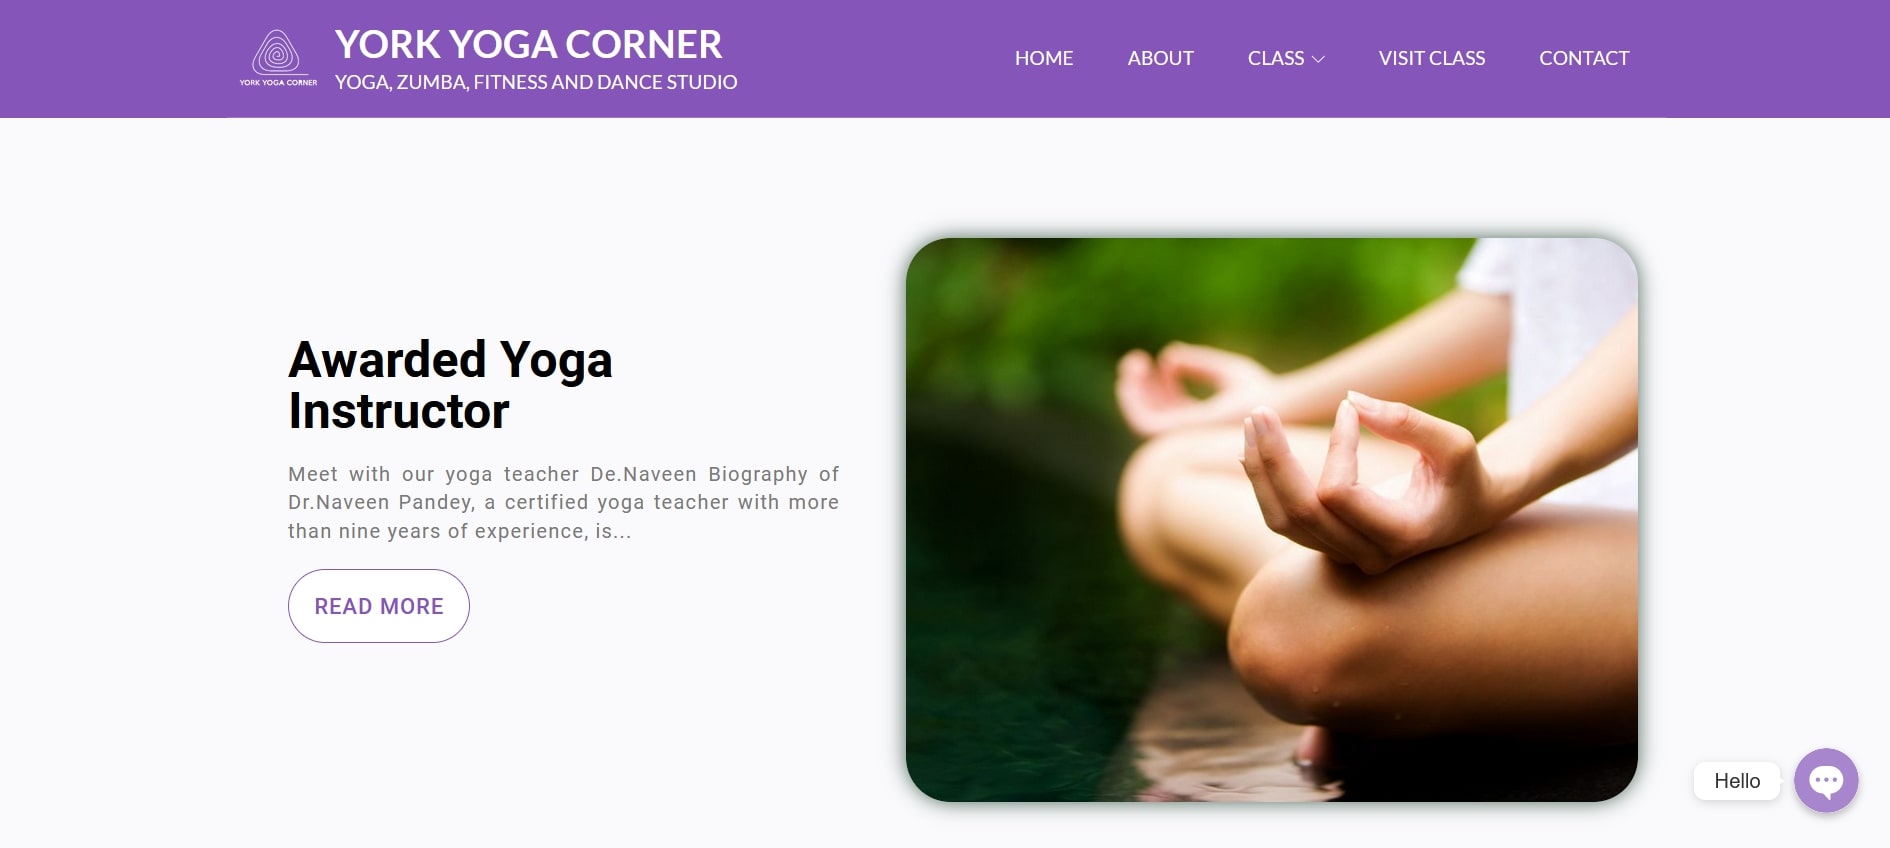 YORK YOGA CORNER
YORK YOGA CORNER
YOGA, ZUMBA, FITNESS AND DANCE STUDIO
HOME
ABOUT
CLASS
VISIT CLASS
CONTACT
Awarded Yoga
Instructor
Meet with our yoga teacher De.Naveen Biography of
Dr.Naveen Pandey, a certified yoga teacher with more
than nine years of experience, is...
READ MORE
Hello